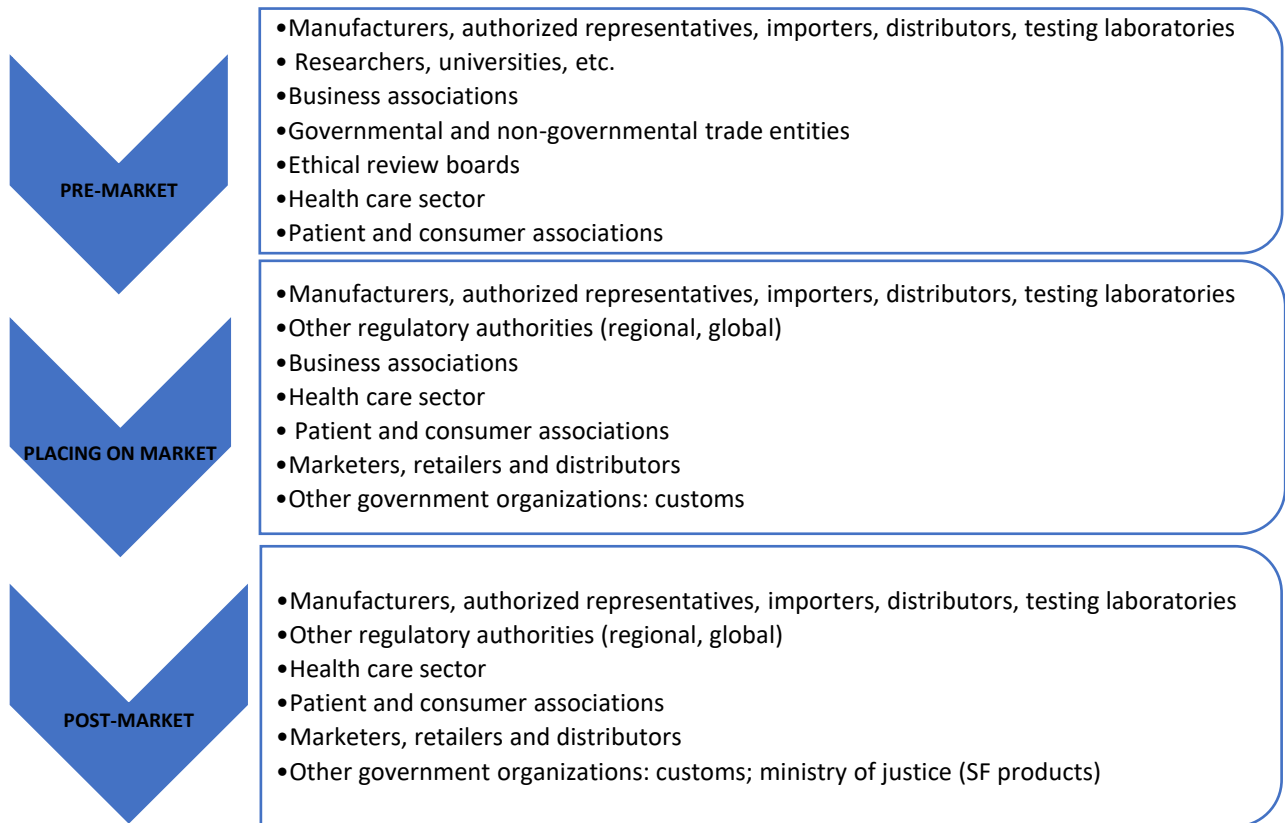 PRE-MARKET
•Manufacturers, authorized representatives, importers, distributors, testing laboratories
• Researchers, universities, etc.
•Business associations
•Governmental and non-governmental trade entities
•Ethical review boards
•Health care sector
•Patient and consumer associations
PLACING ON MARKET
•Manufacturers, authorized representatives, importers, distributors, testing laboratories
•Other regulatory authorities (regional, global)
•Business associations
•Health care sector
• Patient and consumer associations
•Marketers, retailers and distributors
•Other government organizations: customs
POST-MARKET
•Manufacturers, authorized representatives, importers, distributors, testing laboratories
•Other regulatory authorities (regional, global)
•Health care sector
•Patient and consumer associations
•Marketers, retailers and distributors
•Other government organizations: customs; ministry of justice (SF products)